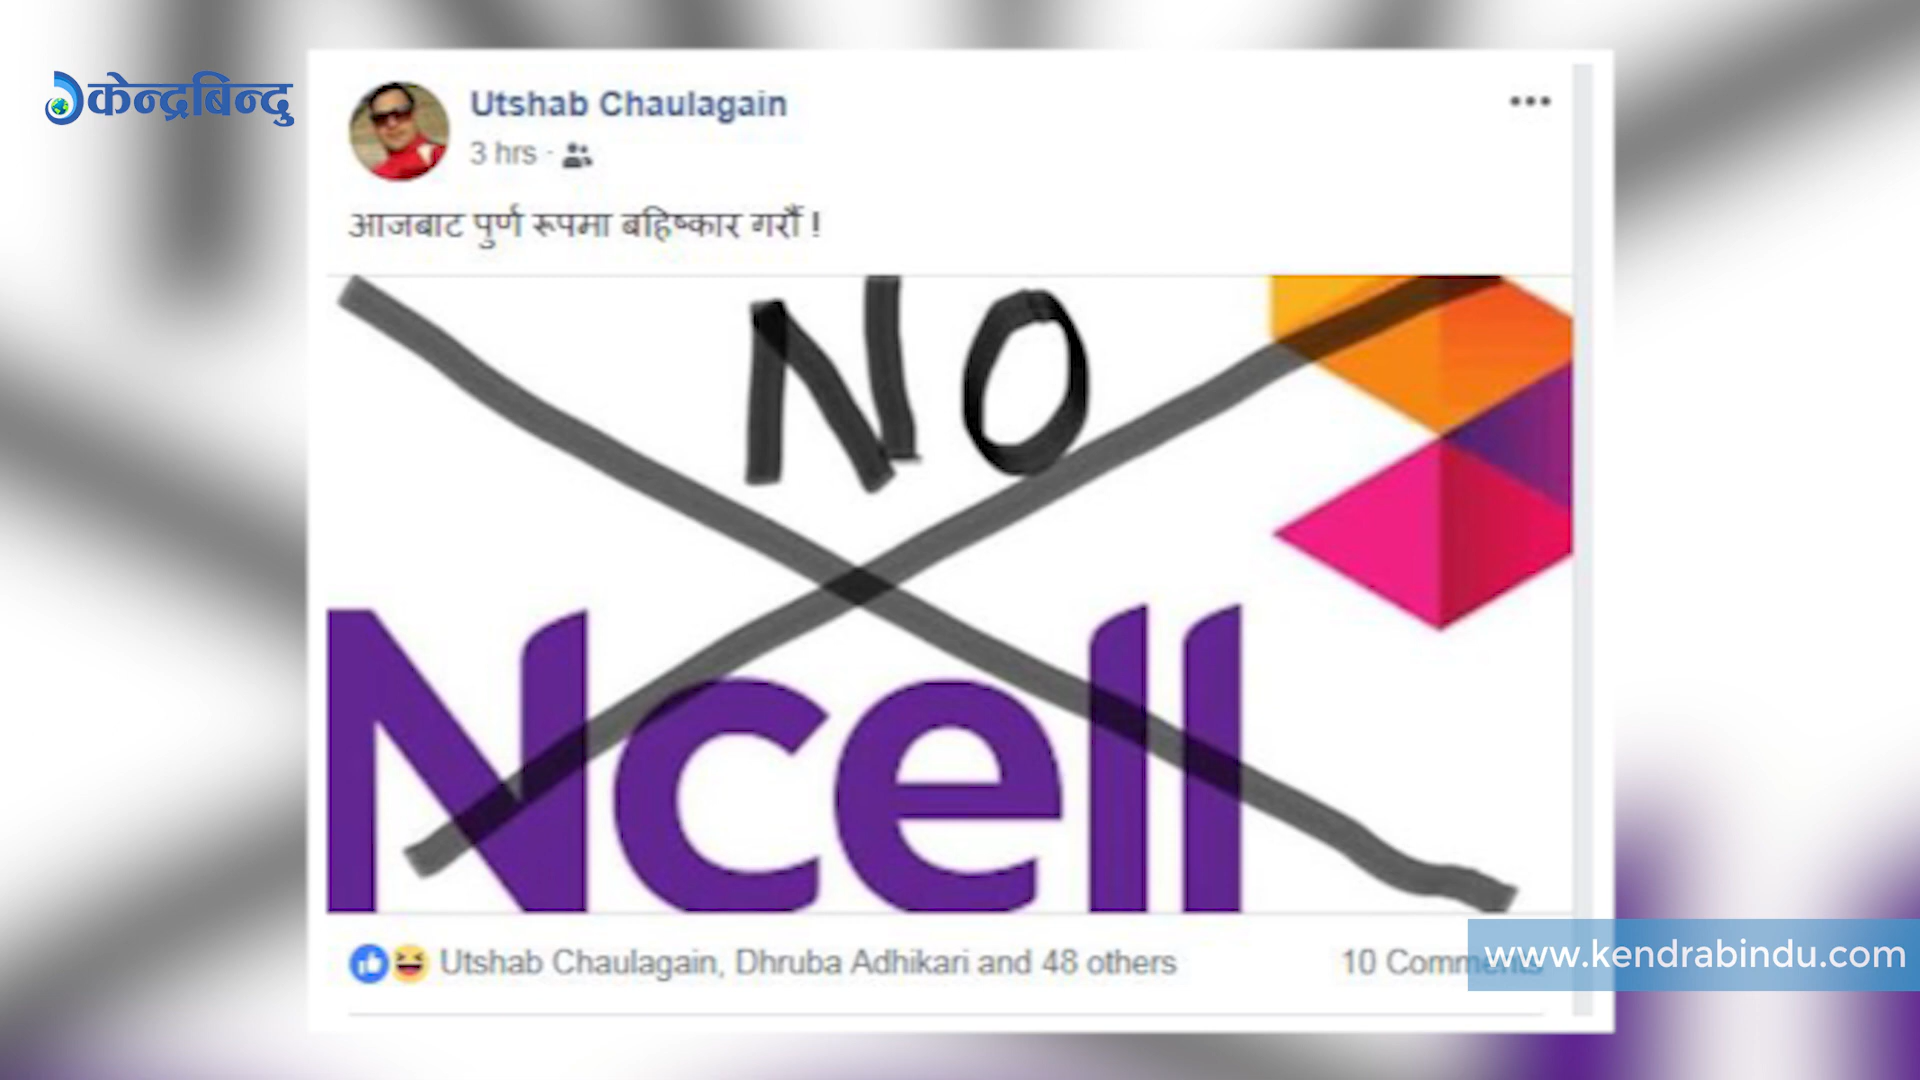 केन्द्रबिन्दु
Utshab Chaulagain
3 hrs ·
आजबाट पुर्ण रूपमा बहिष्कार गरौं !
NO
Ncell
Utshab Chaulagain, Dhruba Adhikari and 48 others
10 Comments
www.kendrabindu.com